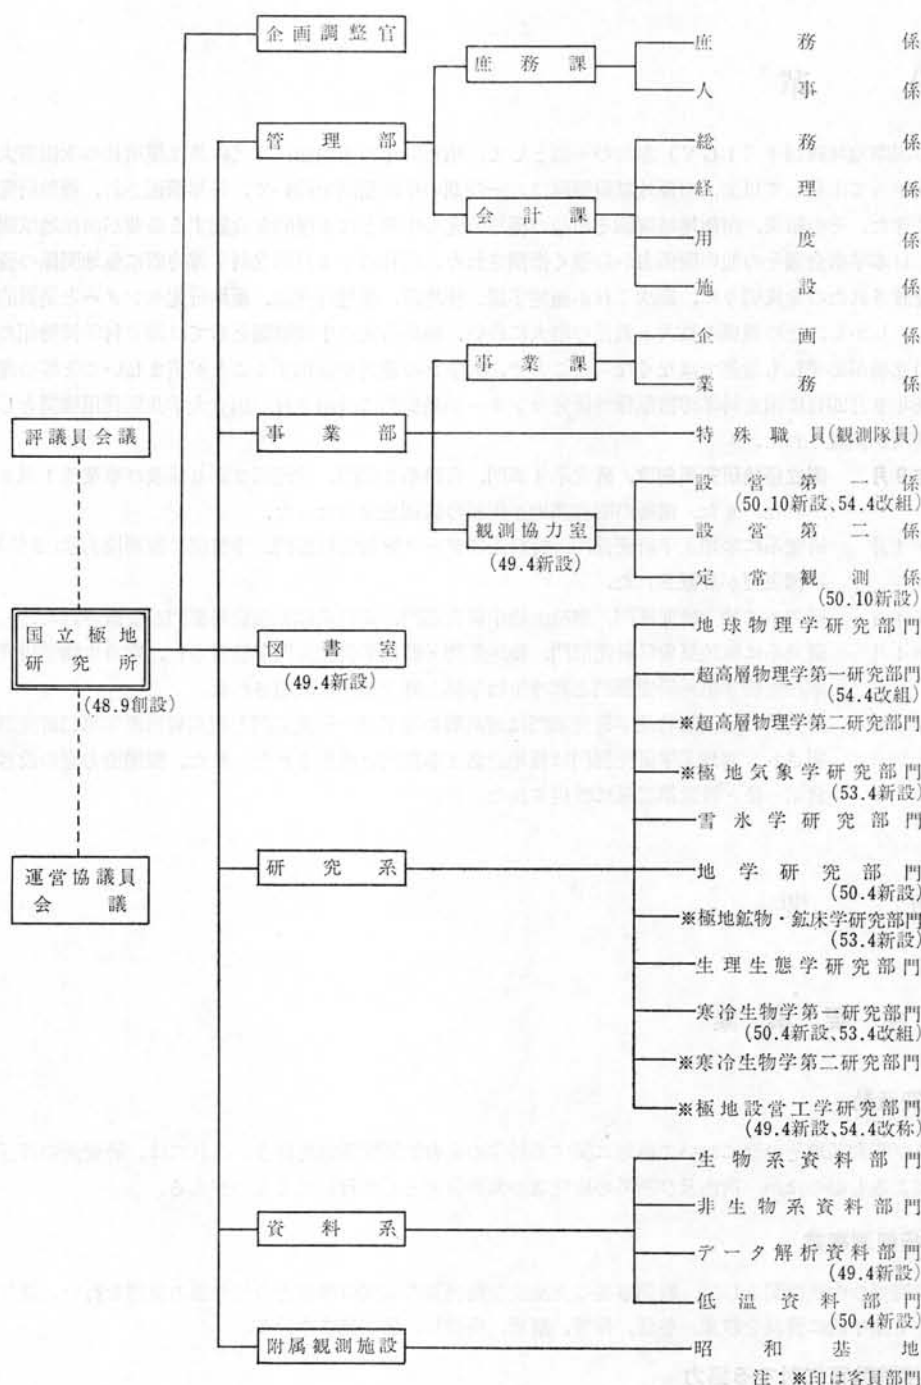 企画調整官
庶務課
庶務係
人事係
管理部
会計課
総務係
経理係
用度係
施設係
事業課
企画係
業務係
事業部
特殊職員(観測隊員)
評議員会議
観測協力室
(49.4新設)
設営第一係
(50.10新設、54.4改組)
設営第二係
定常観測係
(50.10新設)
国立極地
研究所
(48.9創設)
図書室
(49.4新設)
地球物理学研究部門
超高層物理学第一研究部門
(54.4改組)
※超高層物理学第二研究部門
※極地気象学研究部門
(53.4新設)
雪氷学研究部門
運営協議員
会議
研究系
地学研究部門
(50.4新設)
※極地鉱物・鉱床学研究部門
(53.4新設)
生理生態学研究部門
寒冷生物学第一研究部門
(50.4新設、53.4改組)
※寒冷生物学第二研究部門
※極地設営工学研究部門
(49.4新設、54.4改称)
資料系
生物系資料部門
非生物系資料部門
データ解析資料部門
(49.4新設)
低温資料部門
(50.4新設)
附属観測施設
昭和基地
注:※印は客員部門